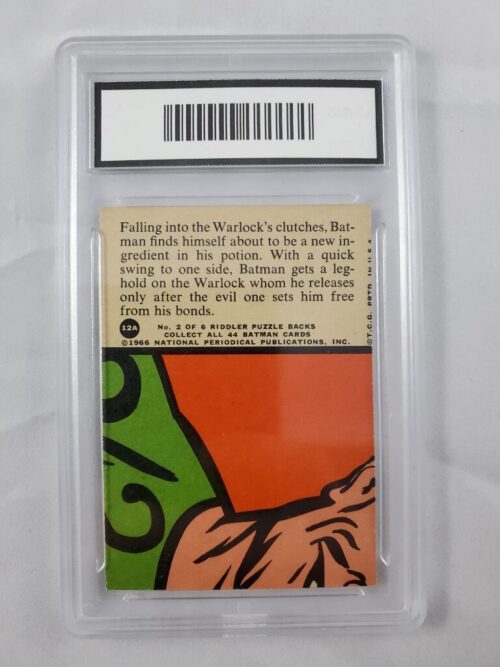 Falling into the Warlock's clutches, Bat-
man finds himself about to be a new in-
gredient in his potion. With a quick
swing to one side, Batman gets a leg-
hold on the Warlock whom he releases
only after the evil one sets him free
from his bonds.
12A
No. 2 OF 6 RIDDLER PUZZLE BACKS
COLLECT ALL 44 BATMAN CARDS
©1966 NATIONAL PERIODICAL PUBLICATIONS, INC.
©T.C.G. PRTD. IN U.S.A.